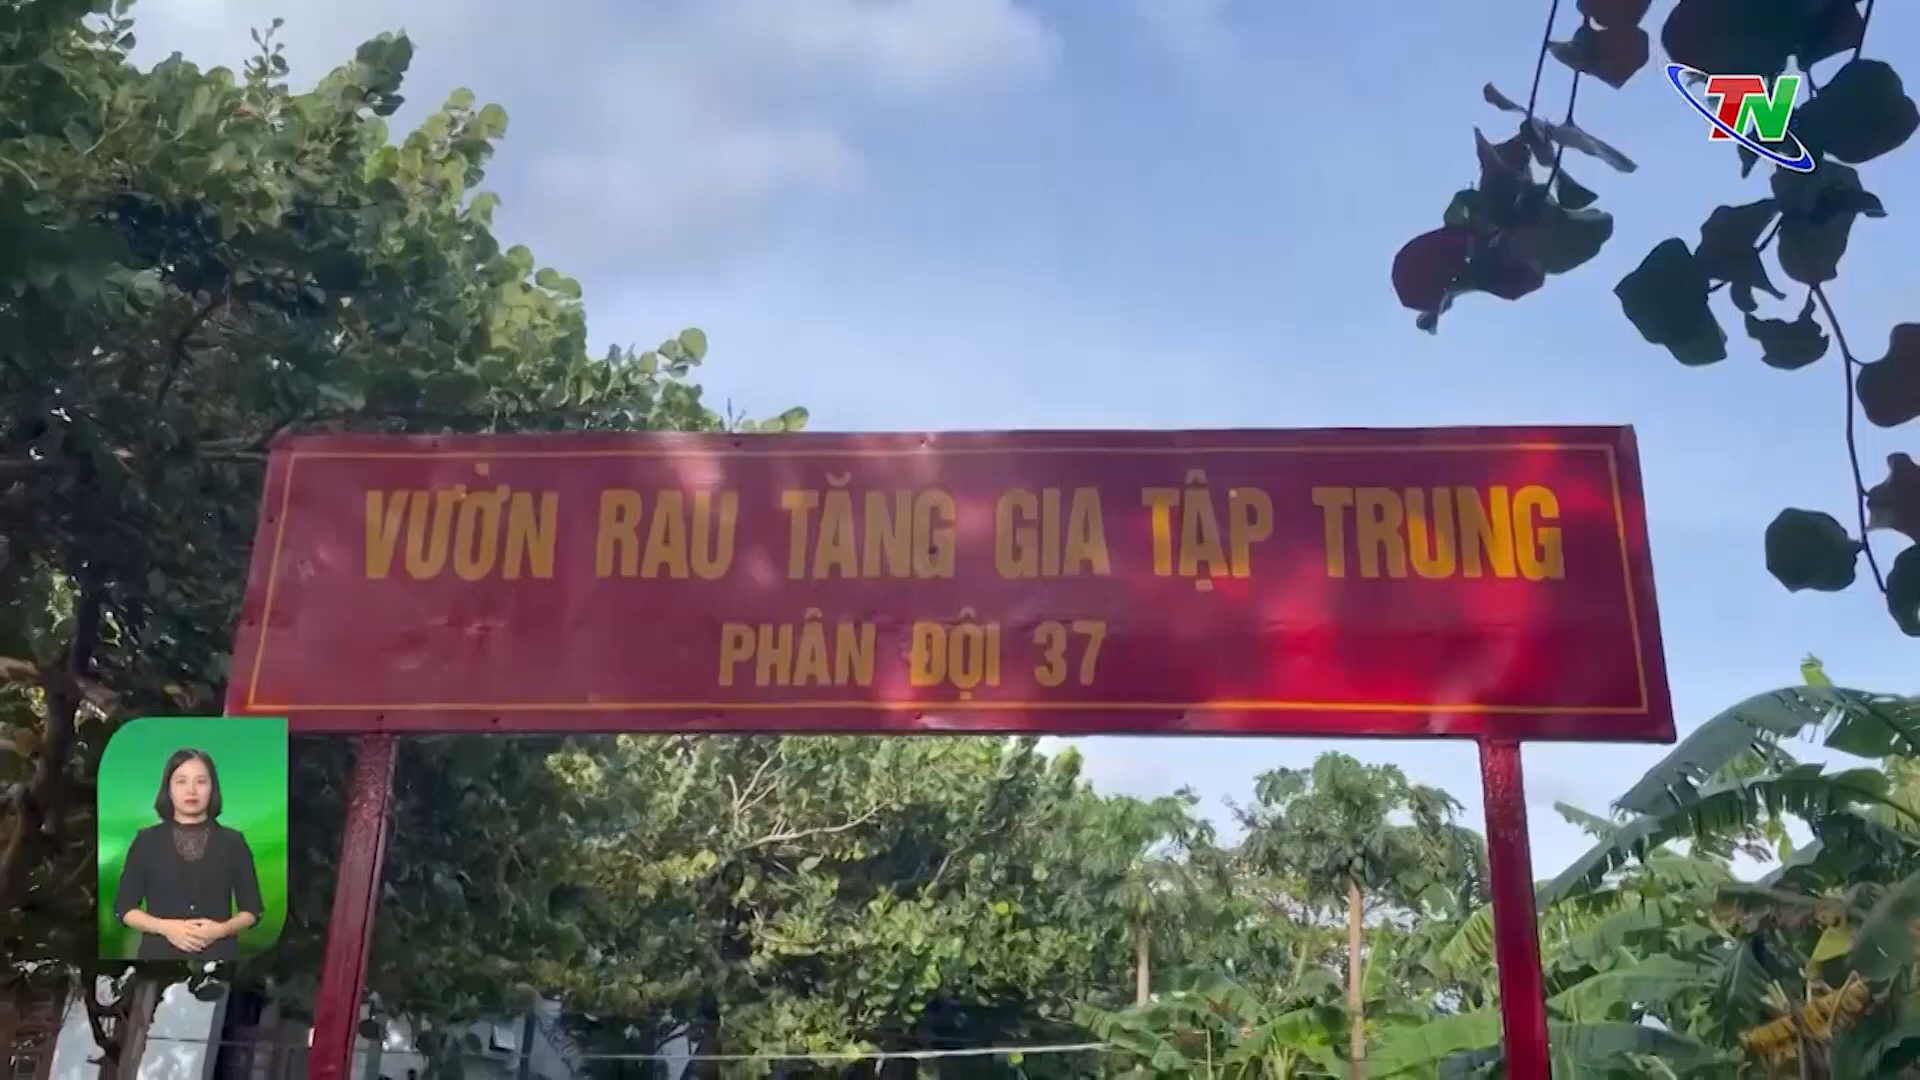 TN
VƯỜN RAU TĂNG GIA TẬP TRUNG
PHÂN ĐỘI 37